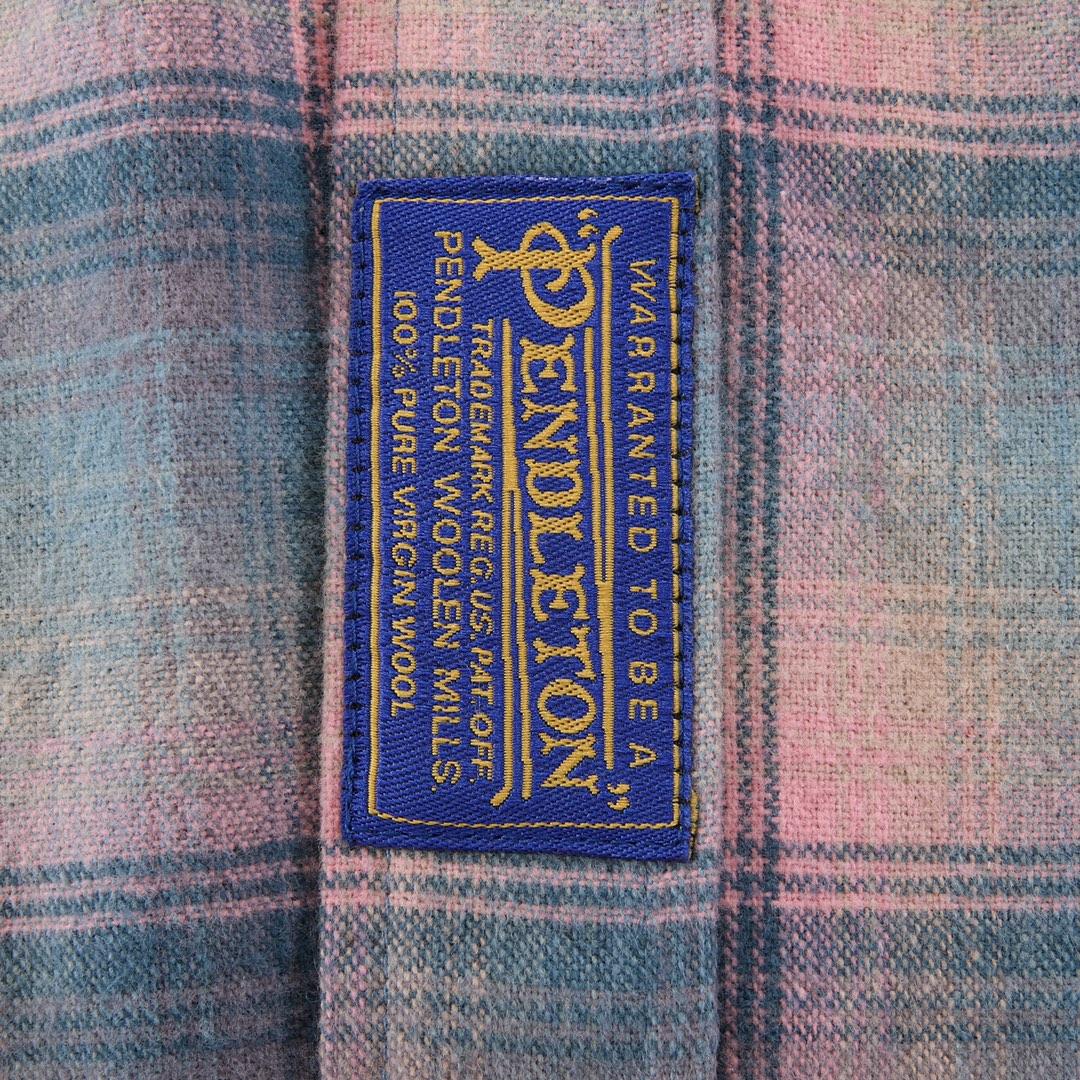 WARRANTED TO BE A
"PENDLETON"
TRADEMARK REG. U.S. PAT. OFF.
PENDLETON WOOLEN MILLS.
100% PURE VIRGIN WOOL